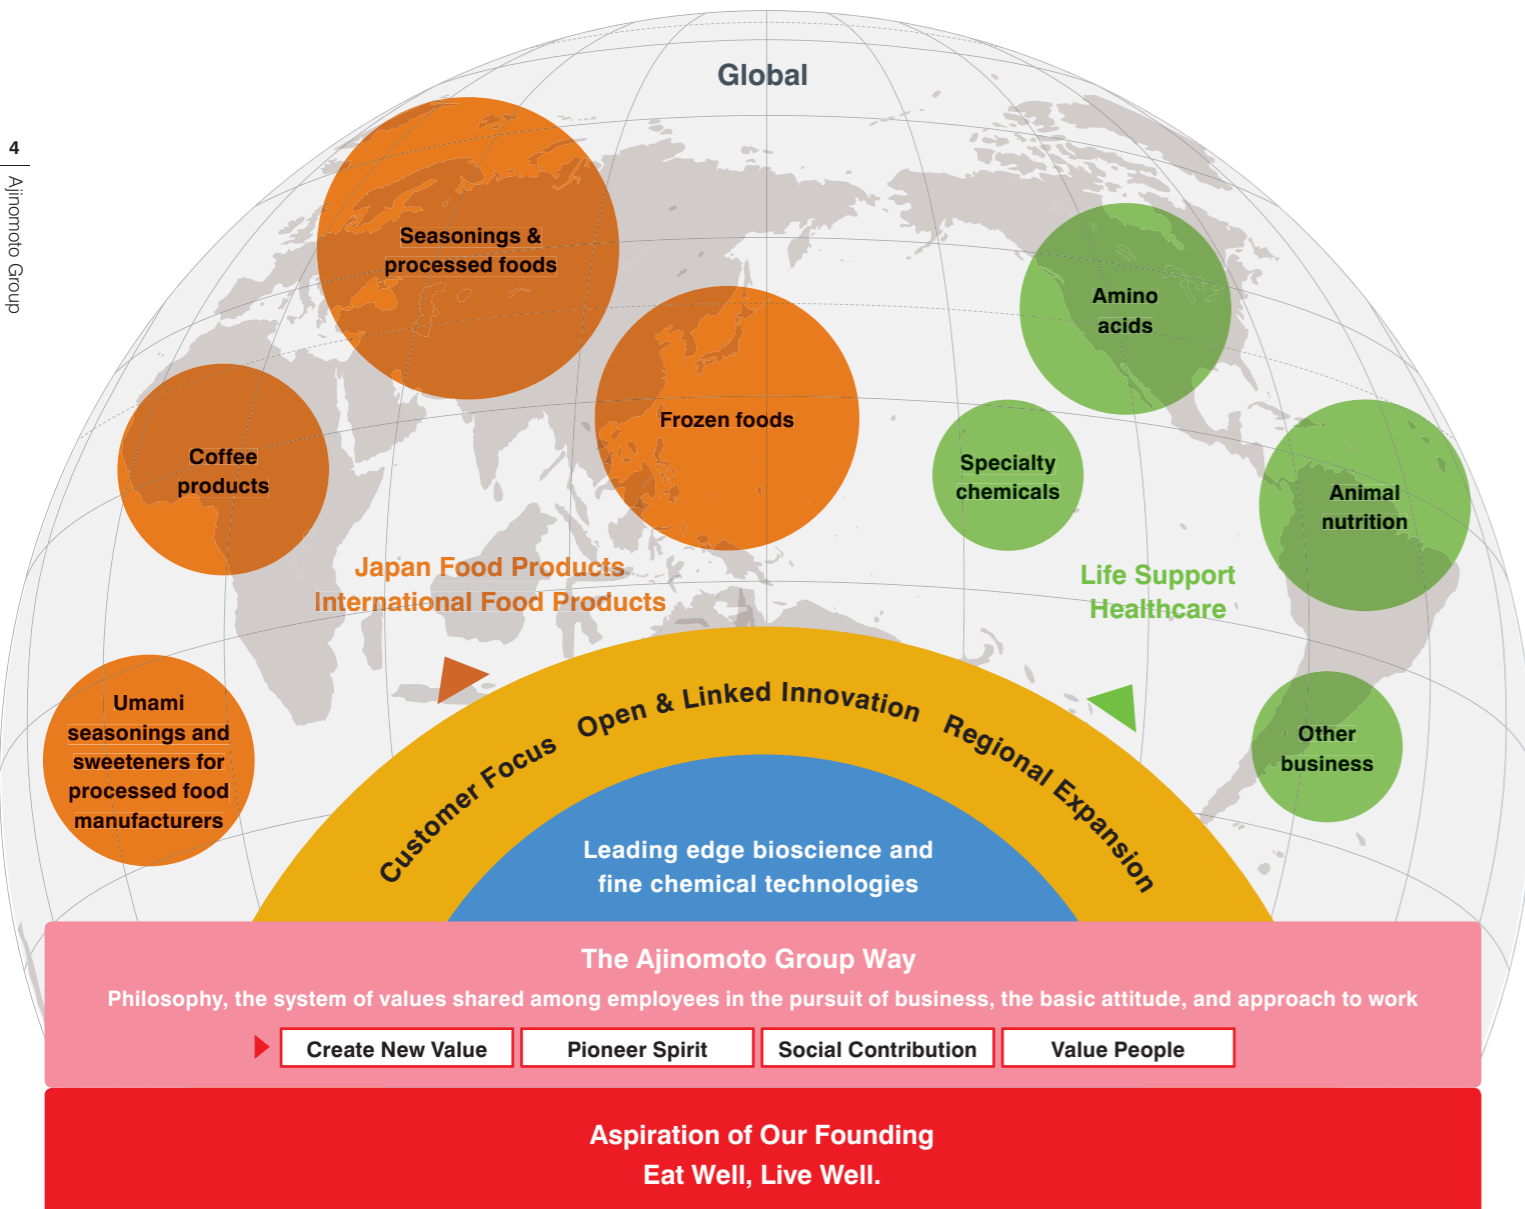 4
Ajinomoto Group
Global
Seasonings &
processed foods
Amino
acids
Frozen foods
Coffee
products
Specialty
chemicals
Animal
nutrition
Japan Food Products
International Food Products
Life Support
Healthcare
Umami
seasonings and
sweeteners for
processed food
manufacturers
Other
business
Customer Focus Open & Linked Innovation Regional Expansion
Leading edge bioscience and
fine chemical technologies
The Ajinomoto Group Way
Philosophy, the system of values shared among employees in the pursuit of business, the basic attitude, and approach to work
Create New Value Pioneer Spirit Social Contribution Value People
Aspiration of Our Founding
Eat Well, Live Well.